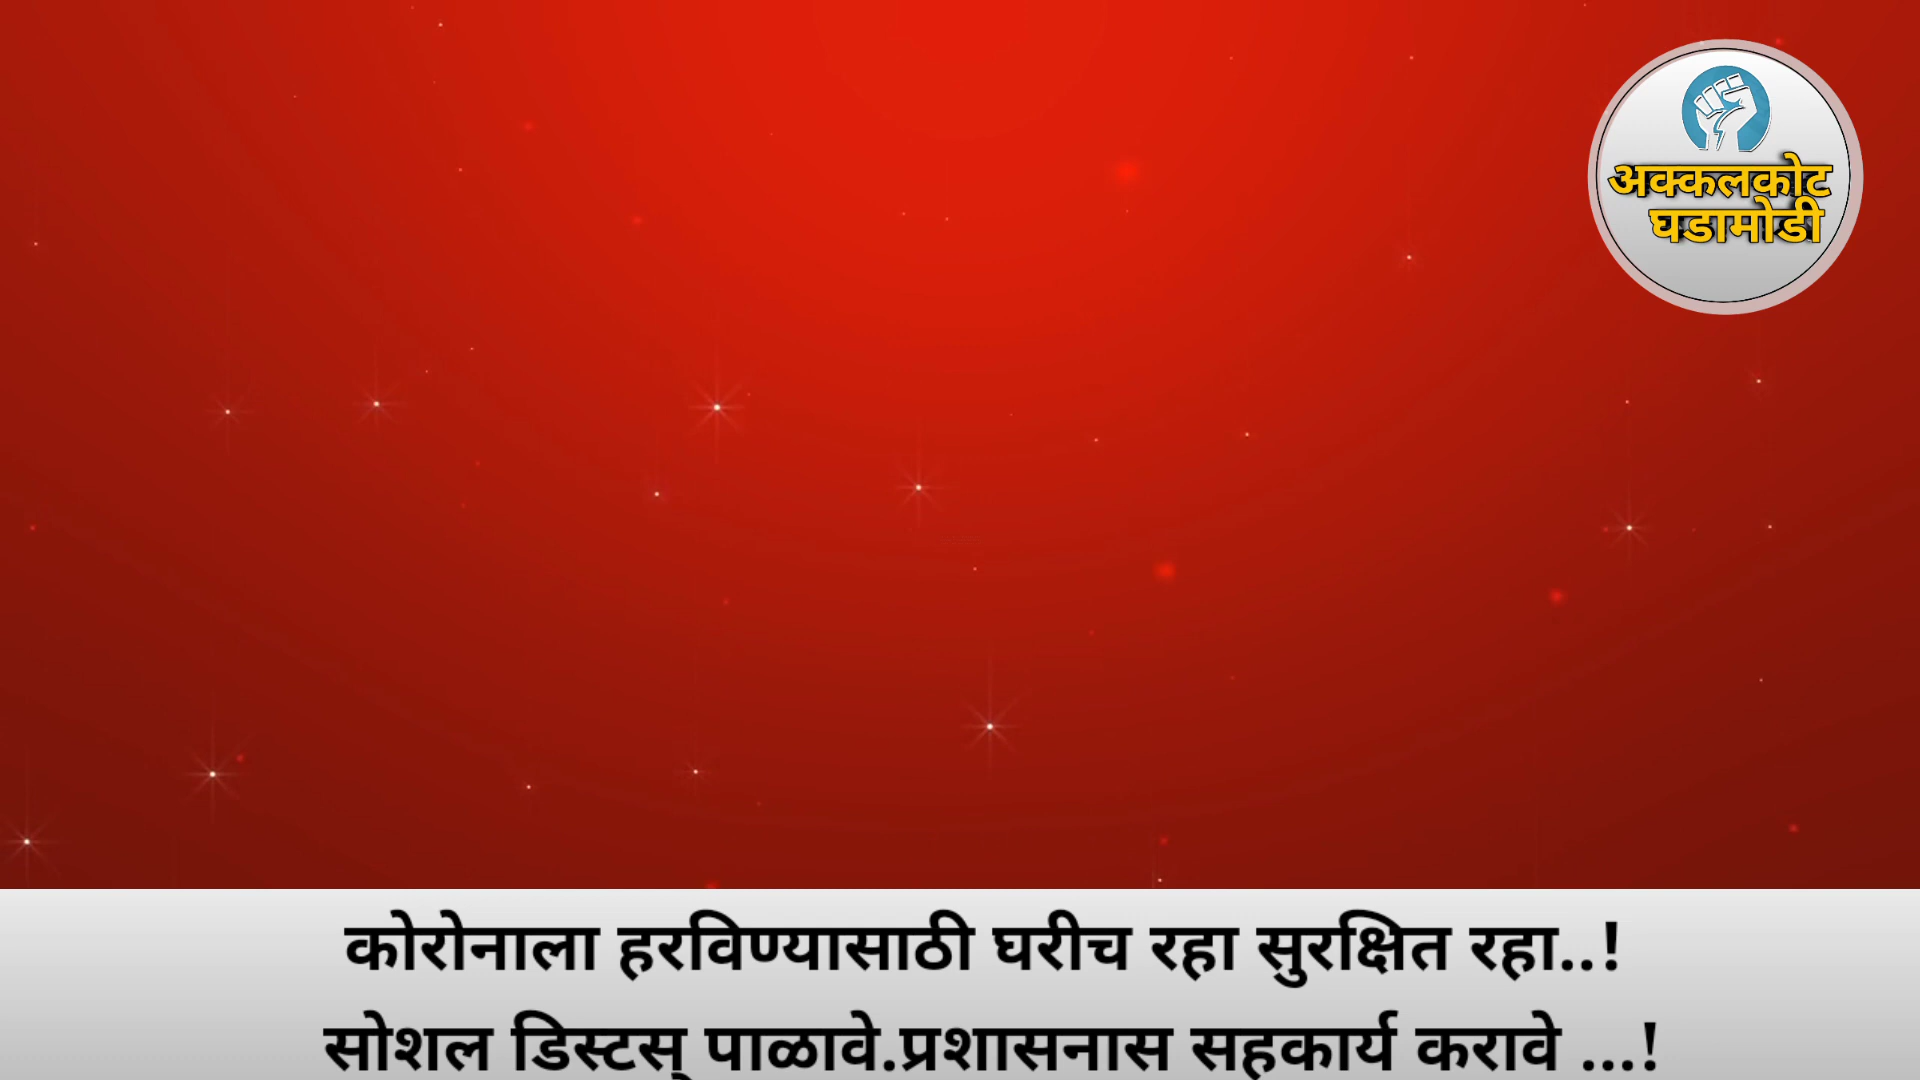 अक्कलकोट
घडामोडी
कोरोनाला हरविण्यासाठी घरीच रहा सुरक्षित रहा..!
सोशल डिस्टस् पाळावे.प्रशासनास सहकार्य करावे ...!